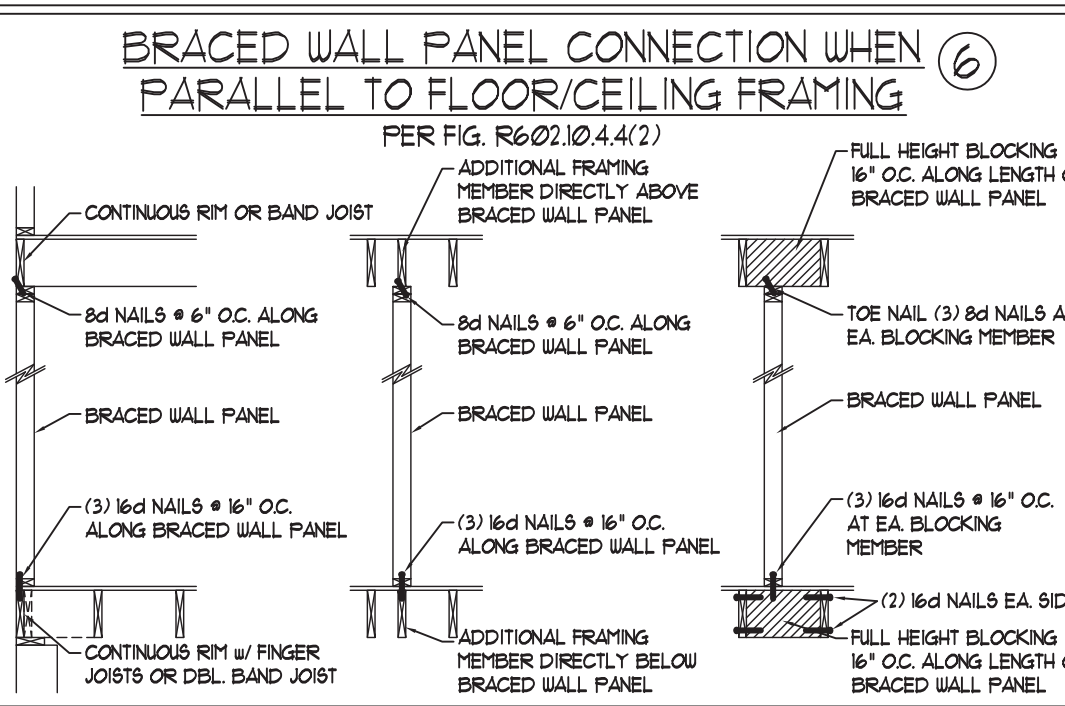 BRACED WALL PANEL CONNECTION WHEN
PARALLEL TO FLOOR/CEILING FRAMING
6
PER FIG. R602.10.4.4(2)
CONTINUOUS RIM OR BAND JOIST
8d NAILS @ 6" O.C. ALONG
BRACED WALL PANEL
BRACED WALL PANEL
(3) 16d NAILS @ 16" O.C.
ALONG BRACED WALL PANEL
CONTINUOUS RIM w/ FINGER
JOISTS OR DBL. BAND JOIST
ADDITIONAL FRAMING
MEMBER DIRECTLY ABOVE
BRACED WALL PANEL
8d NAILS @ 6" O.C. ALONG
BRACED WALL PANEL
BRACED WALL PANEL
(3) 16d NAILS @ 16" O.C.
ALONG BRACED WALL PANEL
ADDITIONAL FRAMING
MEMBER DIRECTLY BELOW
BRACED WALL PANEL
FULL HEIGHT BLOCKING
16" O.C. ALONG LENGTH
BRACED WALL PANEL
TOE NAIL (3) 8d NAILS
EA. BLOCKING MEMBER
BRACED WALL PANEL
(3) 16d NAILS @ 16" O.C.
AT EA. BLOCKING
MEMBER
(2) 16d NAILS EA.
FULL HEIGHT BLOCKING
16" O.C. ALONG LENGTH
BRACED WALL PANEL